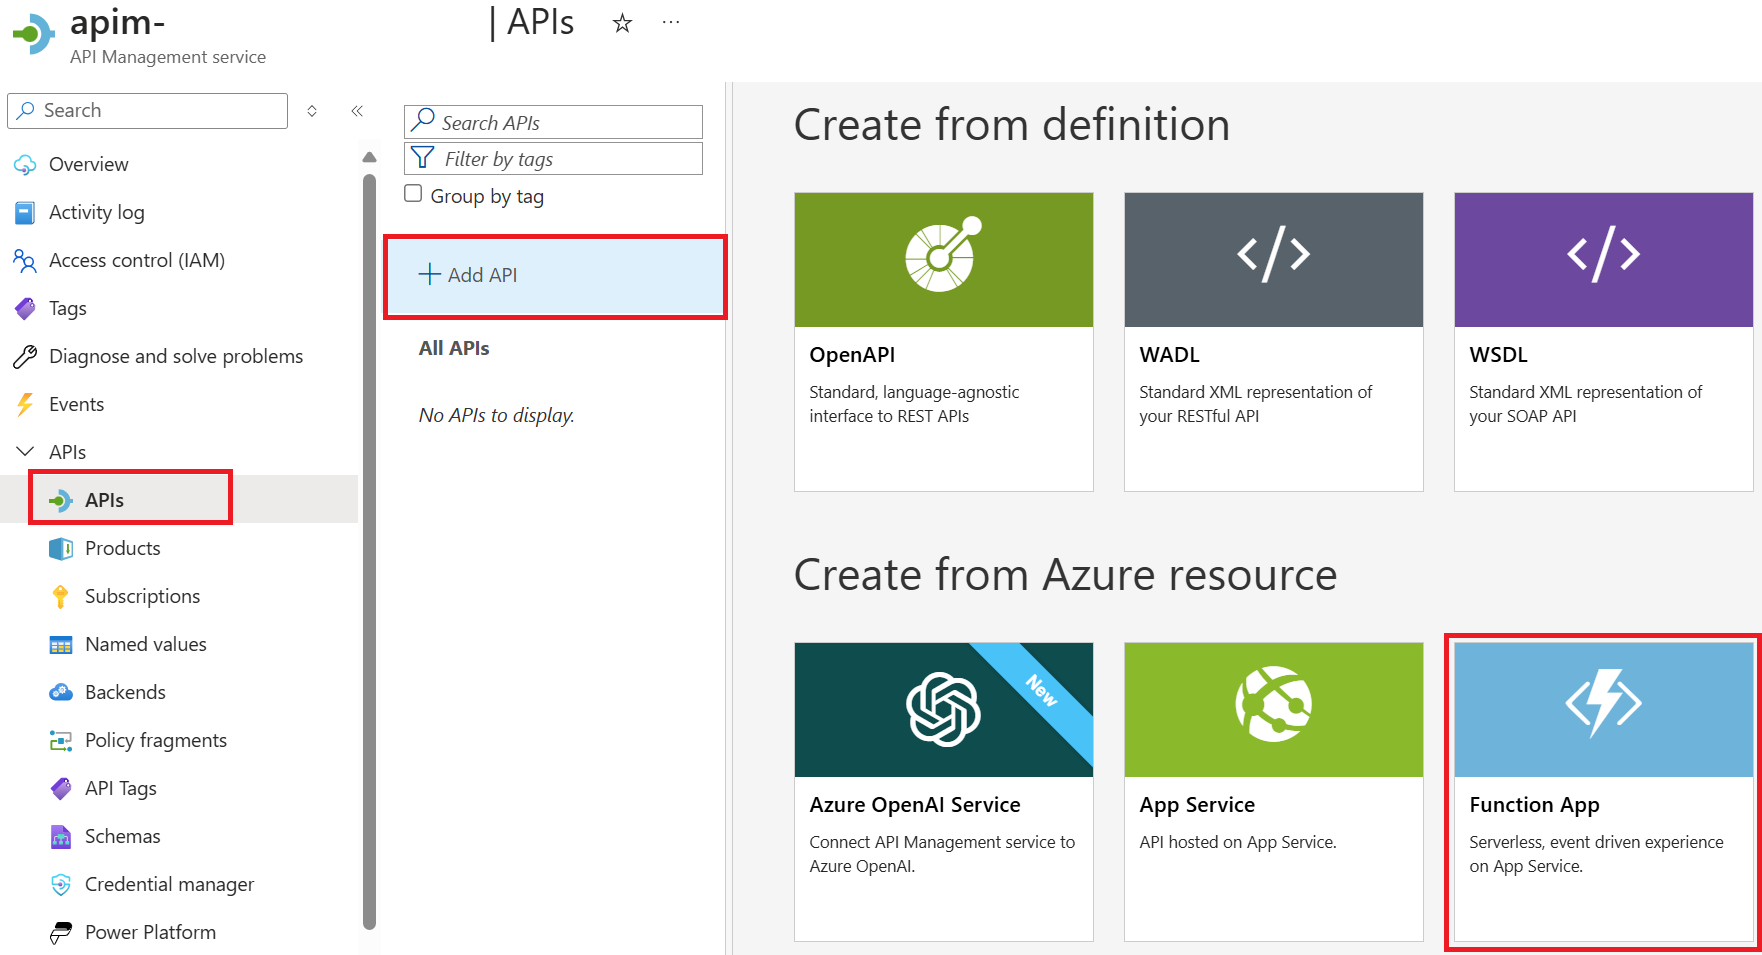 apim-
| APIs
API Management service
Search
Overview
Activity log
Access control (IAM)
Tags
Diagnose and solve problems
Events
APIs
APIs
Products
Subscriptions
Named values
Backends
Policy fragments
API Tags
Schemas
Credential manager
Power Platform
Search APIs
Filter by tags
Group by tag
Add API
All APIs
No APIs to display.
Create from definition
OpenAPI
Standard, language-agnostic
interface to REST APIs
WADL
Standard XML representation of
your RESTful API
WSDL
Standard XML representation of
your SOAP API
Create from Azure resource
New
Azure OpenAI Service
Connect API Management service to
Azure OpenAI.
App Service
API hosted on App Service.
Function App
Serverless, event driven experience
on App Service.